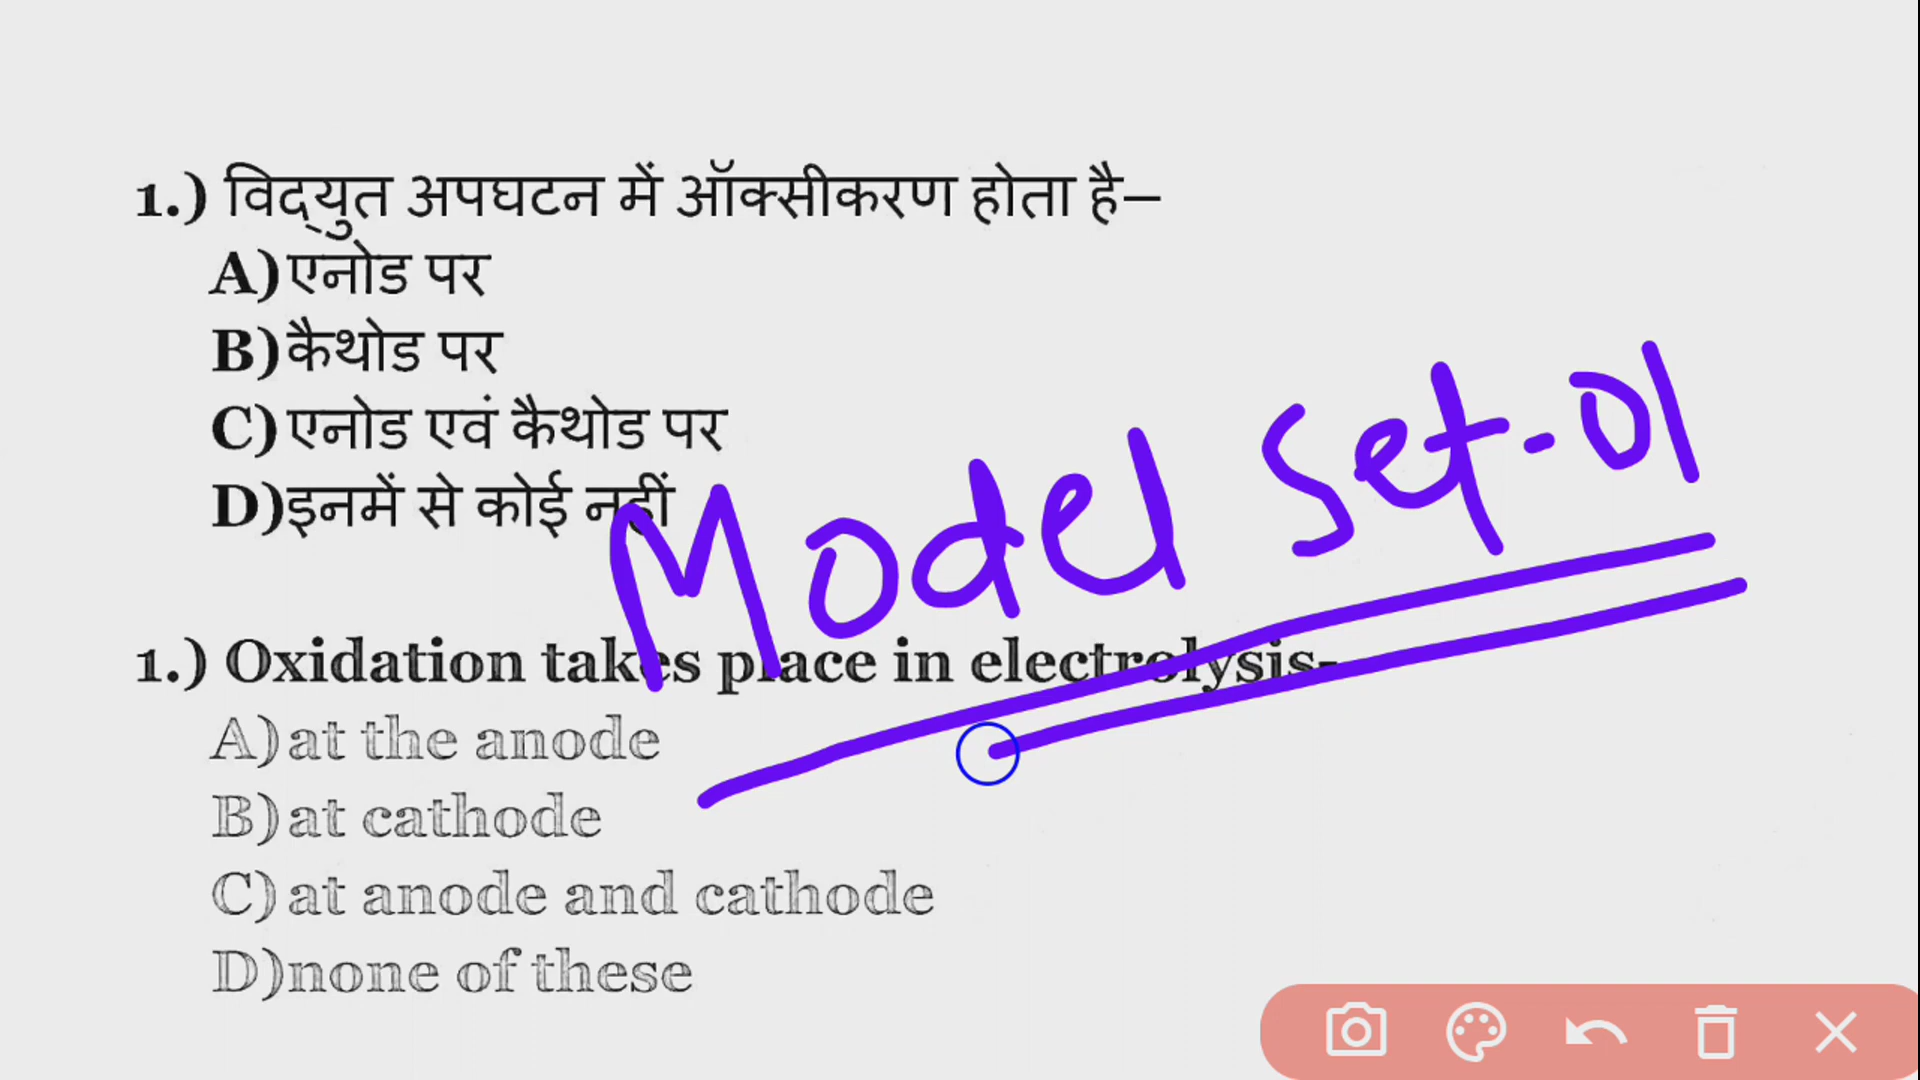 1.) विद्युत अपघटन में ऑक्सीकरण होता है–
A) एनोड पर
B) कैथोड पर
C) एनोड एवं कैथोड पर
D) इनमें से कोई नहीं
Model Set-01
1.) Oxidation takes place in electrolysis-
A) at the anode
B) at cathode
C) at anode and cathode
D) none of these